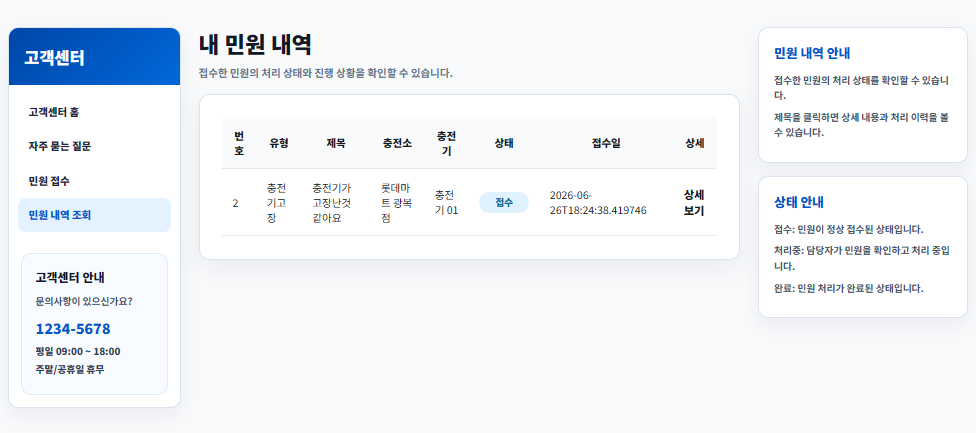 고객센터
고객센터 홈
자주 묻는 질문
민원 접수
민원 내역 조회
고객센터 안내
문의사항이 있으신가요?
1234-5678
평일 09:00 ~ 18:00
주말/공휴일 휴무
내 민원 내역
접수한 민원의 처리 상태와 진행 상황을 확인할 수 있습니다.
번
호
유형
제목
충전소
충전
기
상태
접수일
상세
2
충전
기고
장
충전기가
고장난것
같아요
롯데마
트 광복
점
충전
기 01
접수
2026-06-
26T18:24:38.419746
상세
보기
민원 내역 안내
접수한 민원의 처리 상태를 확인할 수 있습니
다.
제목을 클릭하면 상세 내용과 처리 이력을 볼
수 있습니다.
상태 안내
접수: 민원이 정상 접수된 상태입니다.
처리중: 담당자가 민원을 확인하고 처리 중입
니다.
완료: 민원 처리가 완료된 상태입니다.